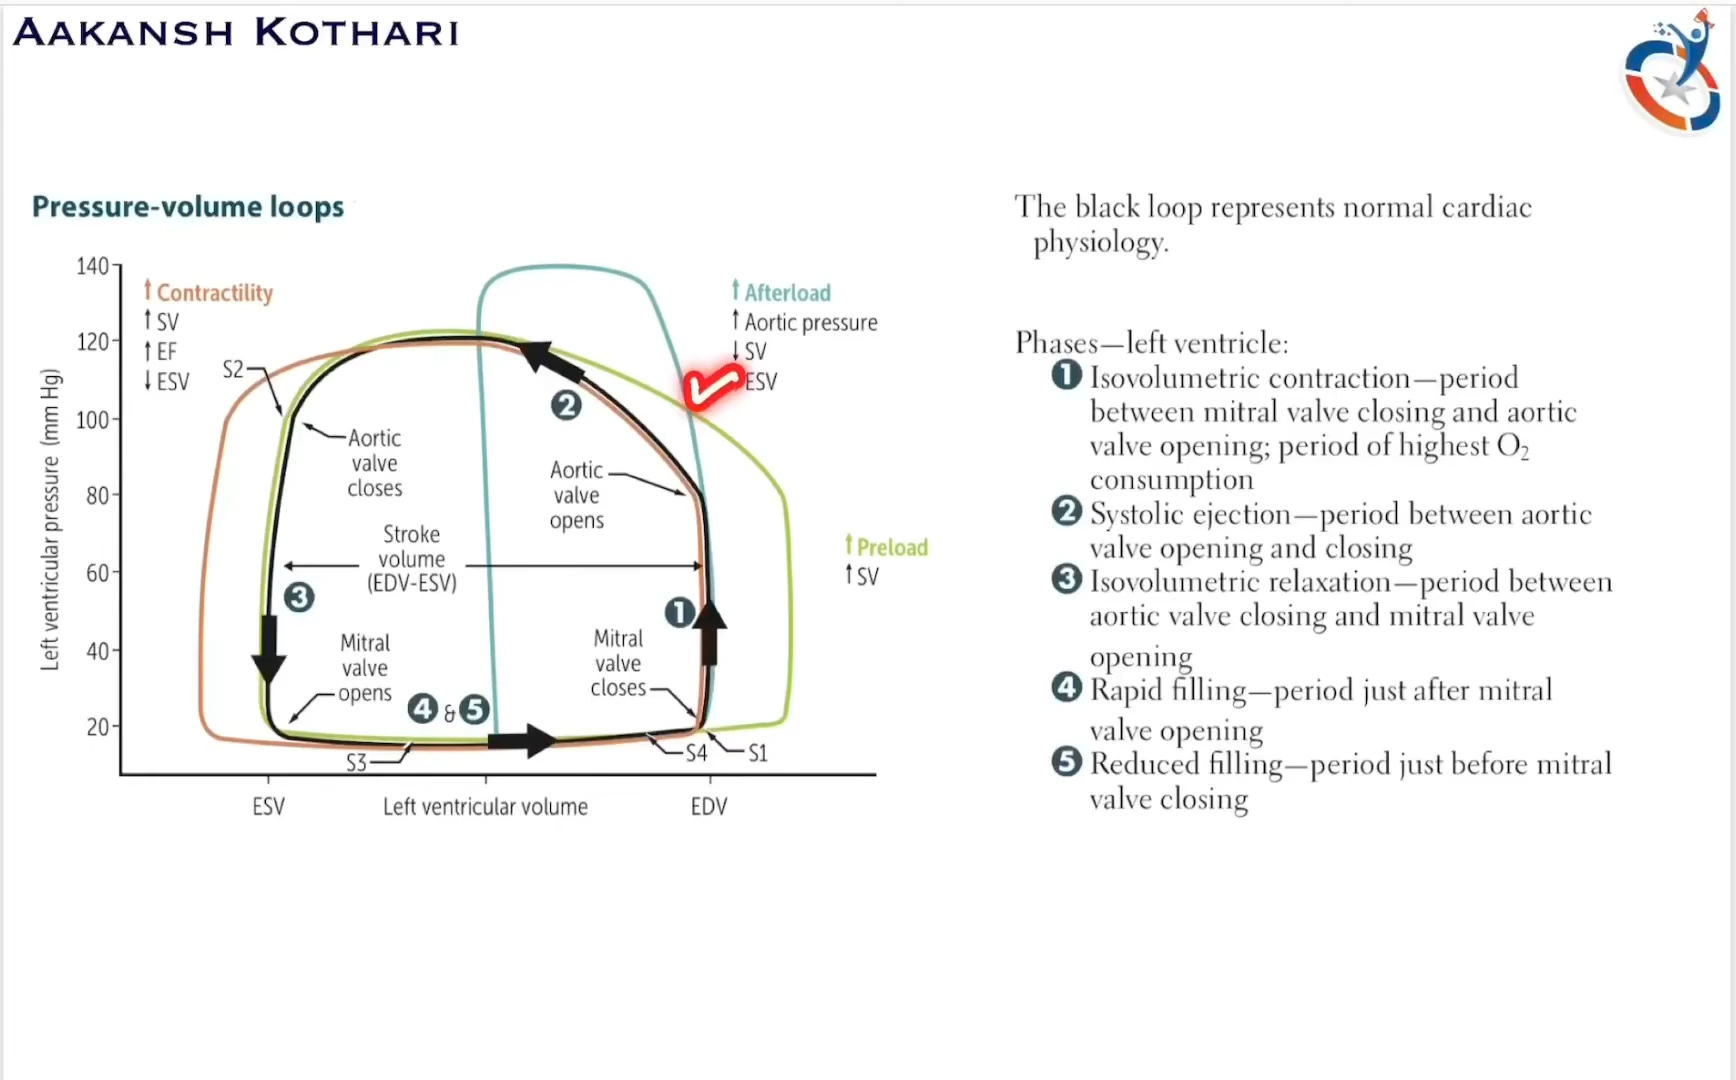 AAKANSH KOTHARI
Pressure-volume loops
140
120
100
80
60
40
20
Left ventricular pressure (mm Hg)
↑ Contractility
↑ SV
↑ EF
↓ ESV
S2
Aortic
valve
closes
2
↑ Afterload
↑ Aortic pressure
↓ SV
ESV
Aortic
valve
opens
Stroke
volume
(EDV-ESV)
↑ Preload
↑ SV
3
1
Mitral
valve
opens
Mitral
valve
closes
4 & 5
S3
S4
S1
ESV
Left ventricular volume
EDV
The black loop represents normal cardiac
physiology.
Phases—left ventricle:
1 Isovolumetric contraction—period
between mitral valve closing and aortic
valve opening; period of highest O₂
consumption
2 Systolic ejection—period between aortic
valve opening and closing
3 Isovolumetric relaxation—period between
aortic valve closing and mitral valve
opening
4 Rapid filling—period just after mitral
valve opening
5 Reduced filling—period just before mitral
valve closing